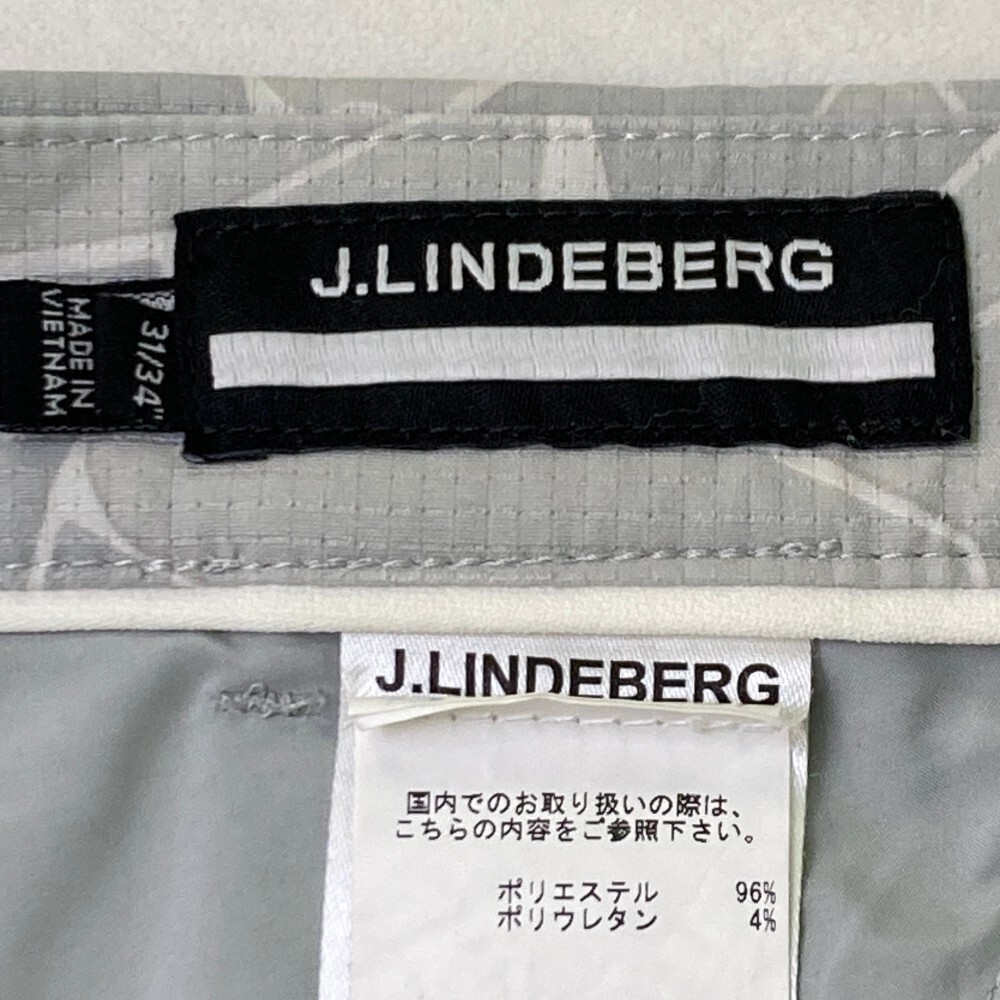 J.LINDEBERG
31/34"
MADE IN
VIETNAM
J.LINDEBERG
国内でのお取り扱いの際は、
こちらの内容をご参照下さい。
ポリエステル 96%
ポリウレタン 4%